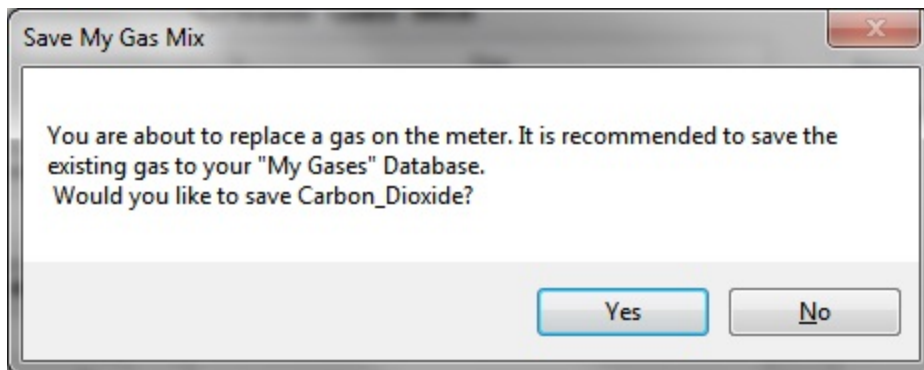 Save My Gas Mix
You are about to replace a gas on the meter. It is recommended to save the
existing gas to your "My Gases" Database.
Would you like to save Carbon_Dioxide?
Yes
No